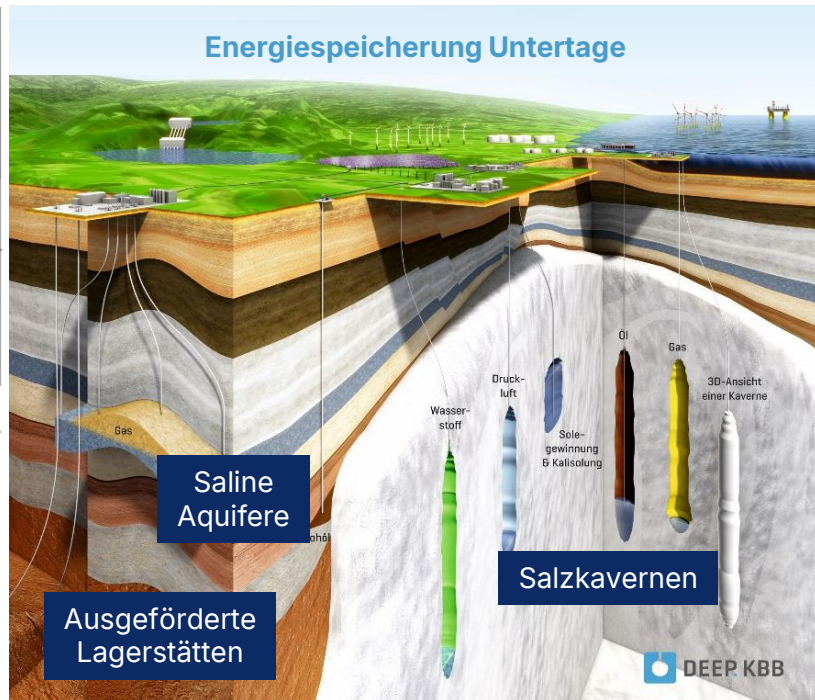 Energiespeicherung Untertage
Öl
Gas
Druck-
luft
3D-Ansicht
einer Kaverne
Wasser-
stoff
Sole-
gewinnung
& Kalisolung
Gas
Saline
Aquifere
Salzkavernen
Ausgeförderte
Lagerstätten
DEEP.KBB